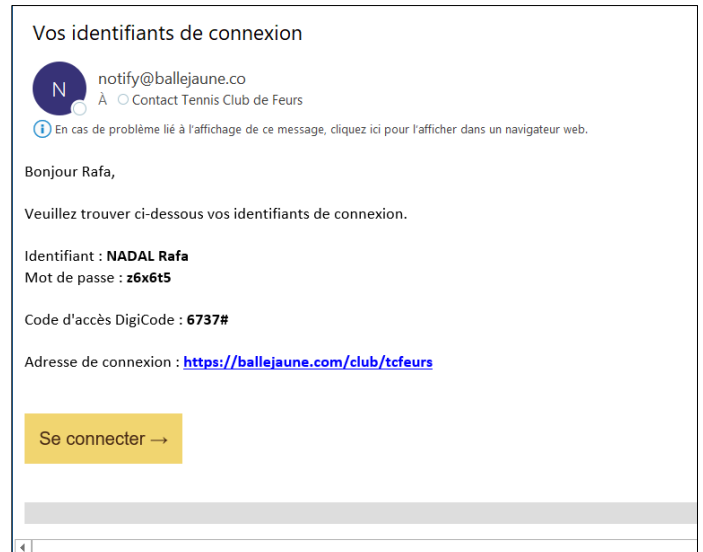 Vos identifiants de connexion
N
notify@ballejaune.co
À Contact Tennis Club de Feurs
i En cas de problème lié à l'affichage de ce message, cliquez ici pour l'afficher dans un navigateur web.
Bonjour Rafa,
Veuillez trouver ci-dessous vos identifiants de connexion.
Identifiant : NADAL Rafa
Mot de passe : z6x6t5
Code d'accès DigiCode : 6737#
Adresse de connexion : https://ballejaune.com/club/tcfeurs
Se connecter →